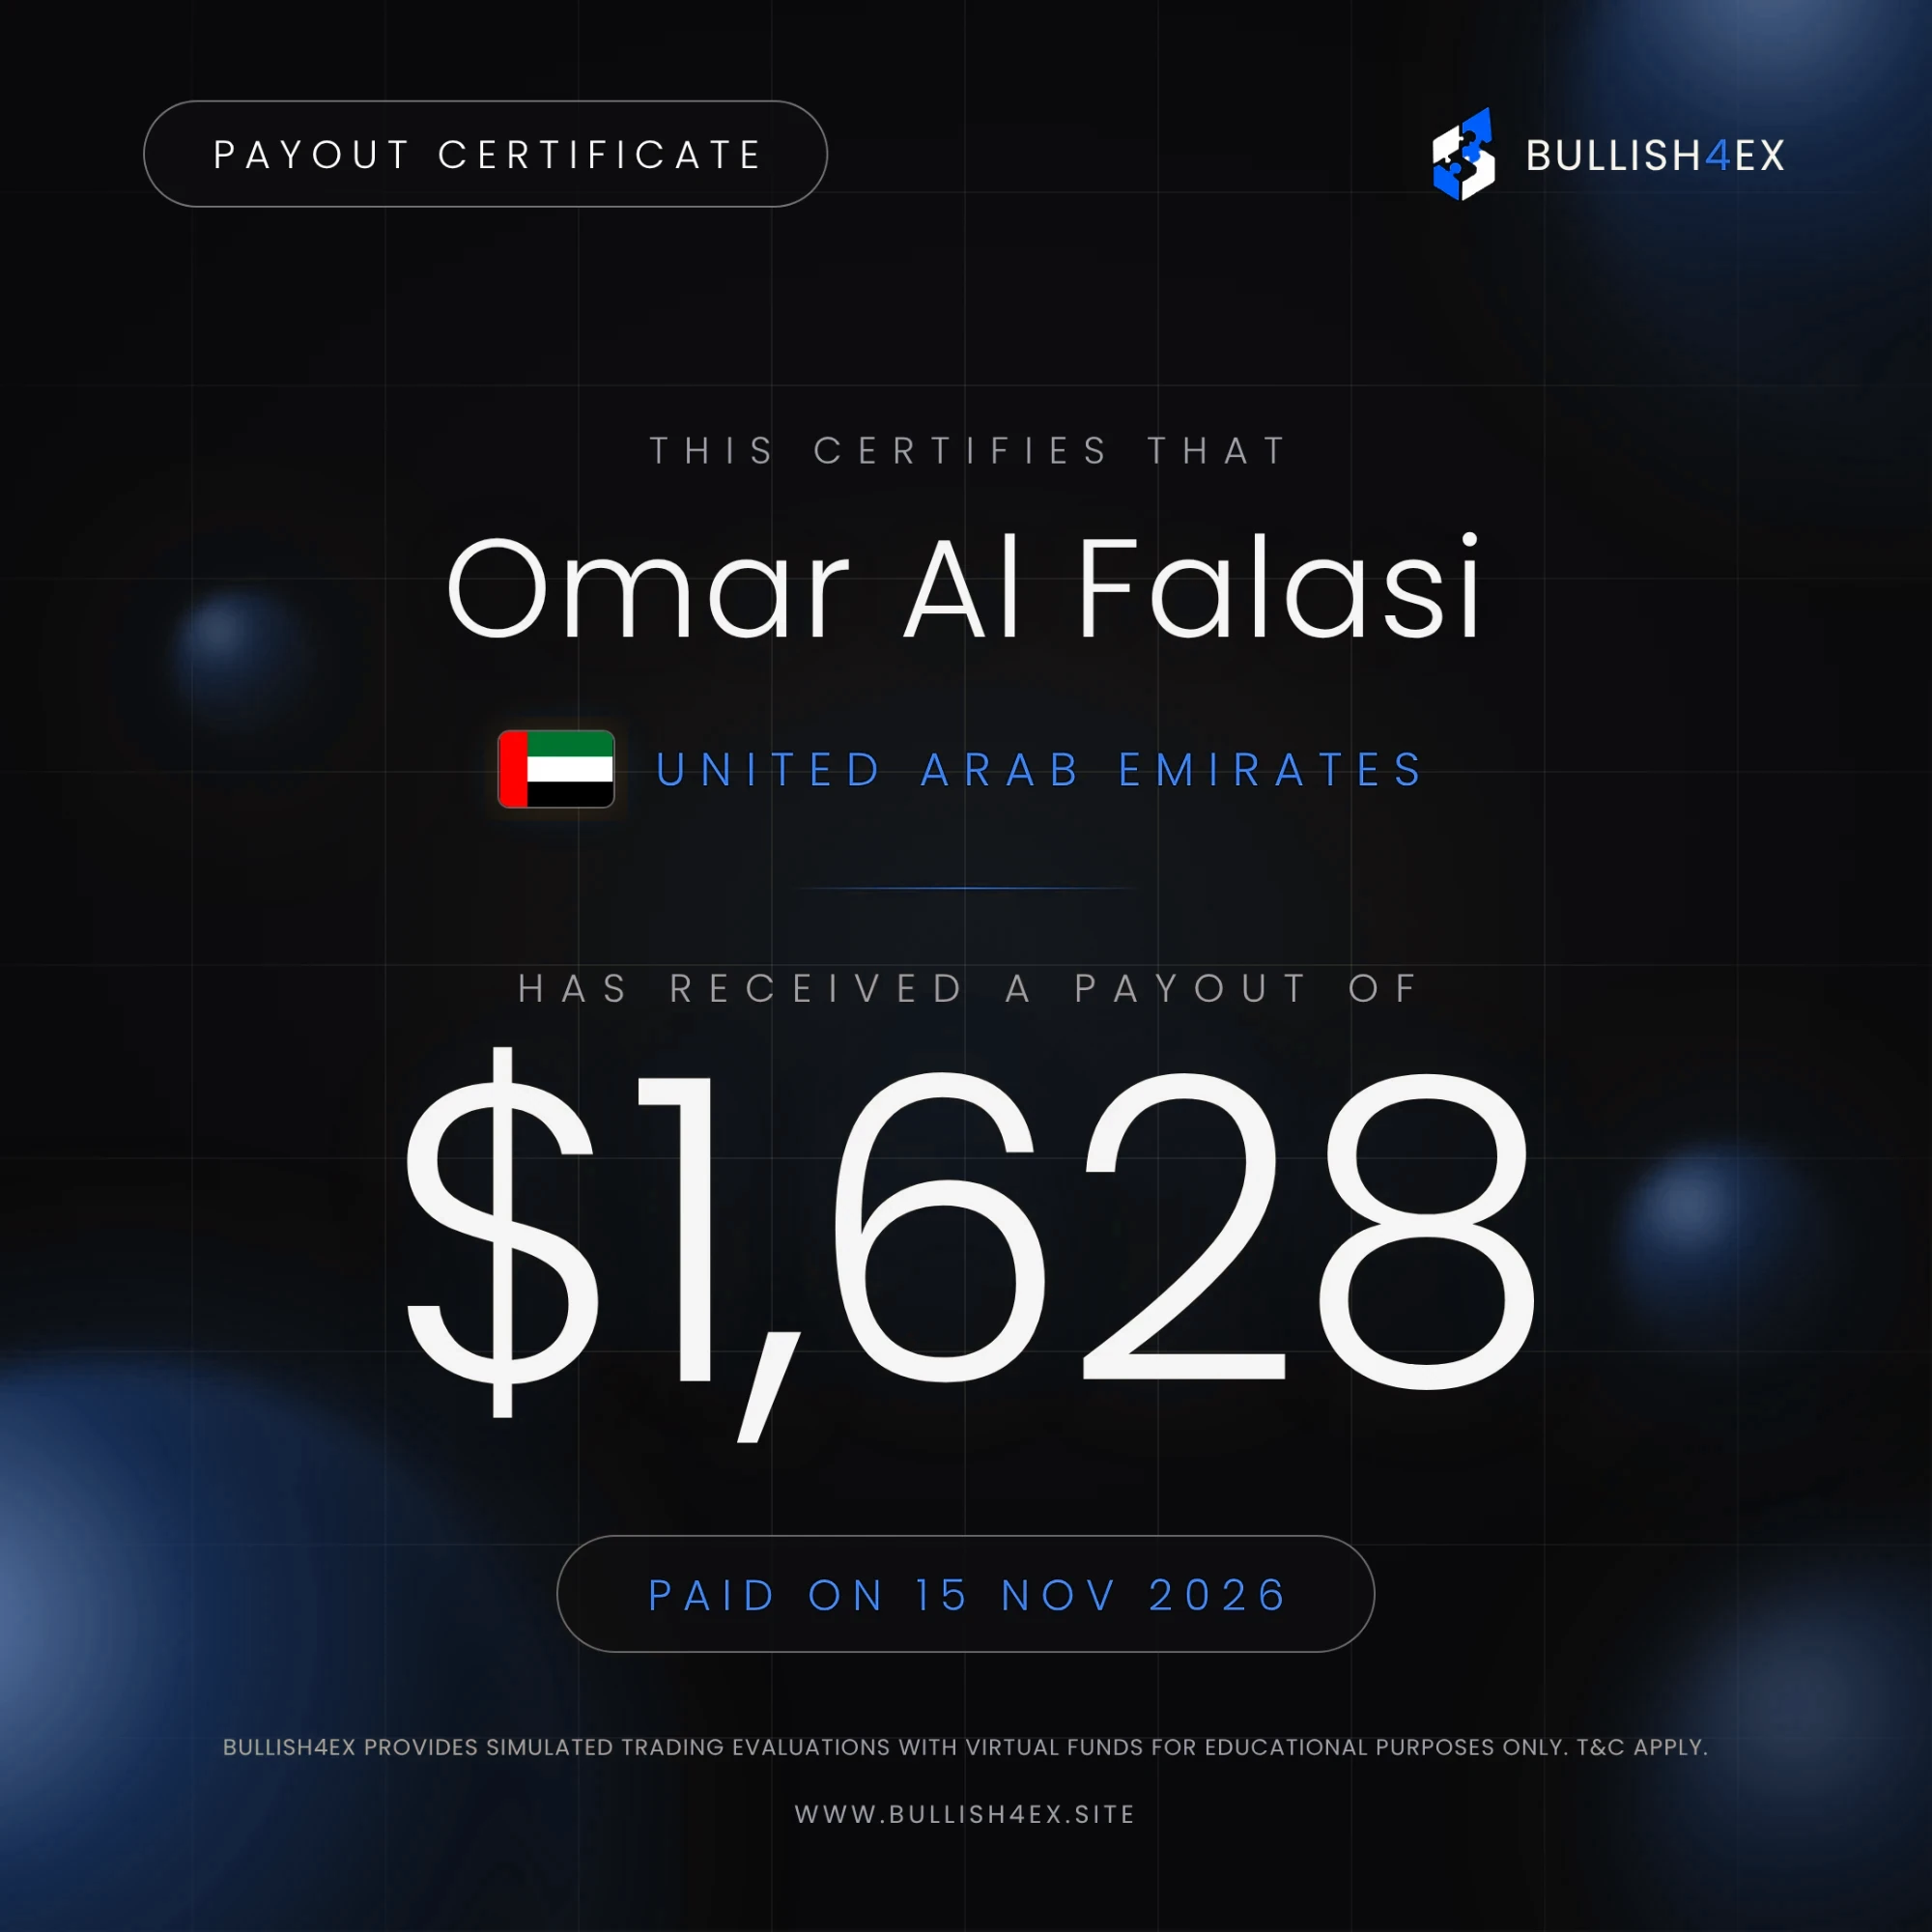 PAYOUT CERTIFICATE
BULLISH4EX
THIS CERTIFIES THAT
Omar Al Falasi
UNITED ARAB EMIRATES
HAS RECEIVED A PAYOUT OF
$1,628
PAID ON 15 NOV 2026
BULLISH4EX PROVIDES SIMULATED TRADING EVALUATIONS WITH VIRTUAL FUNDS FOR EDUCATIONAL PURPOSES ONLY. T&C APPLY.
WWW.BULLISH4EX.SITE